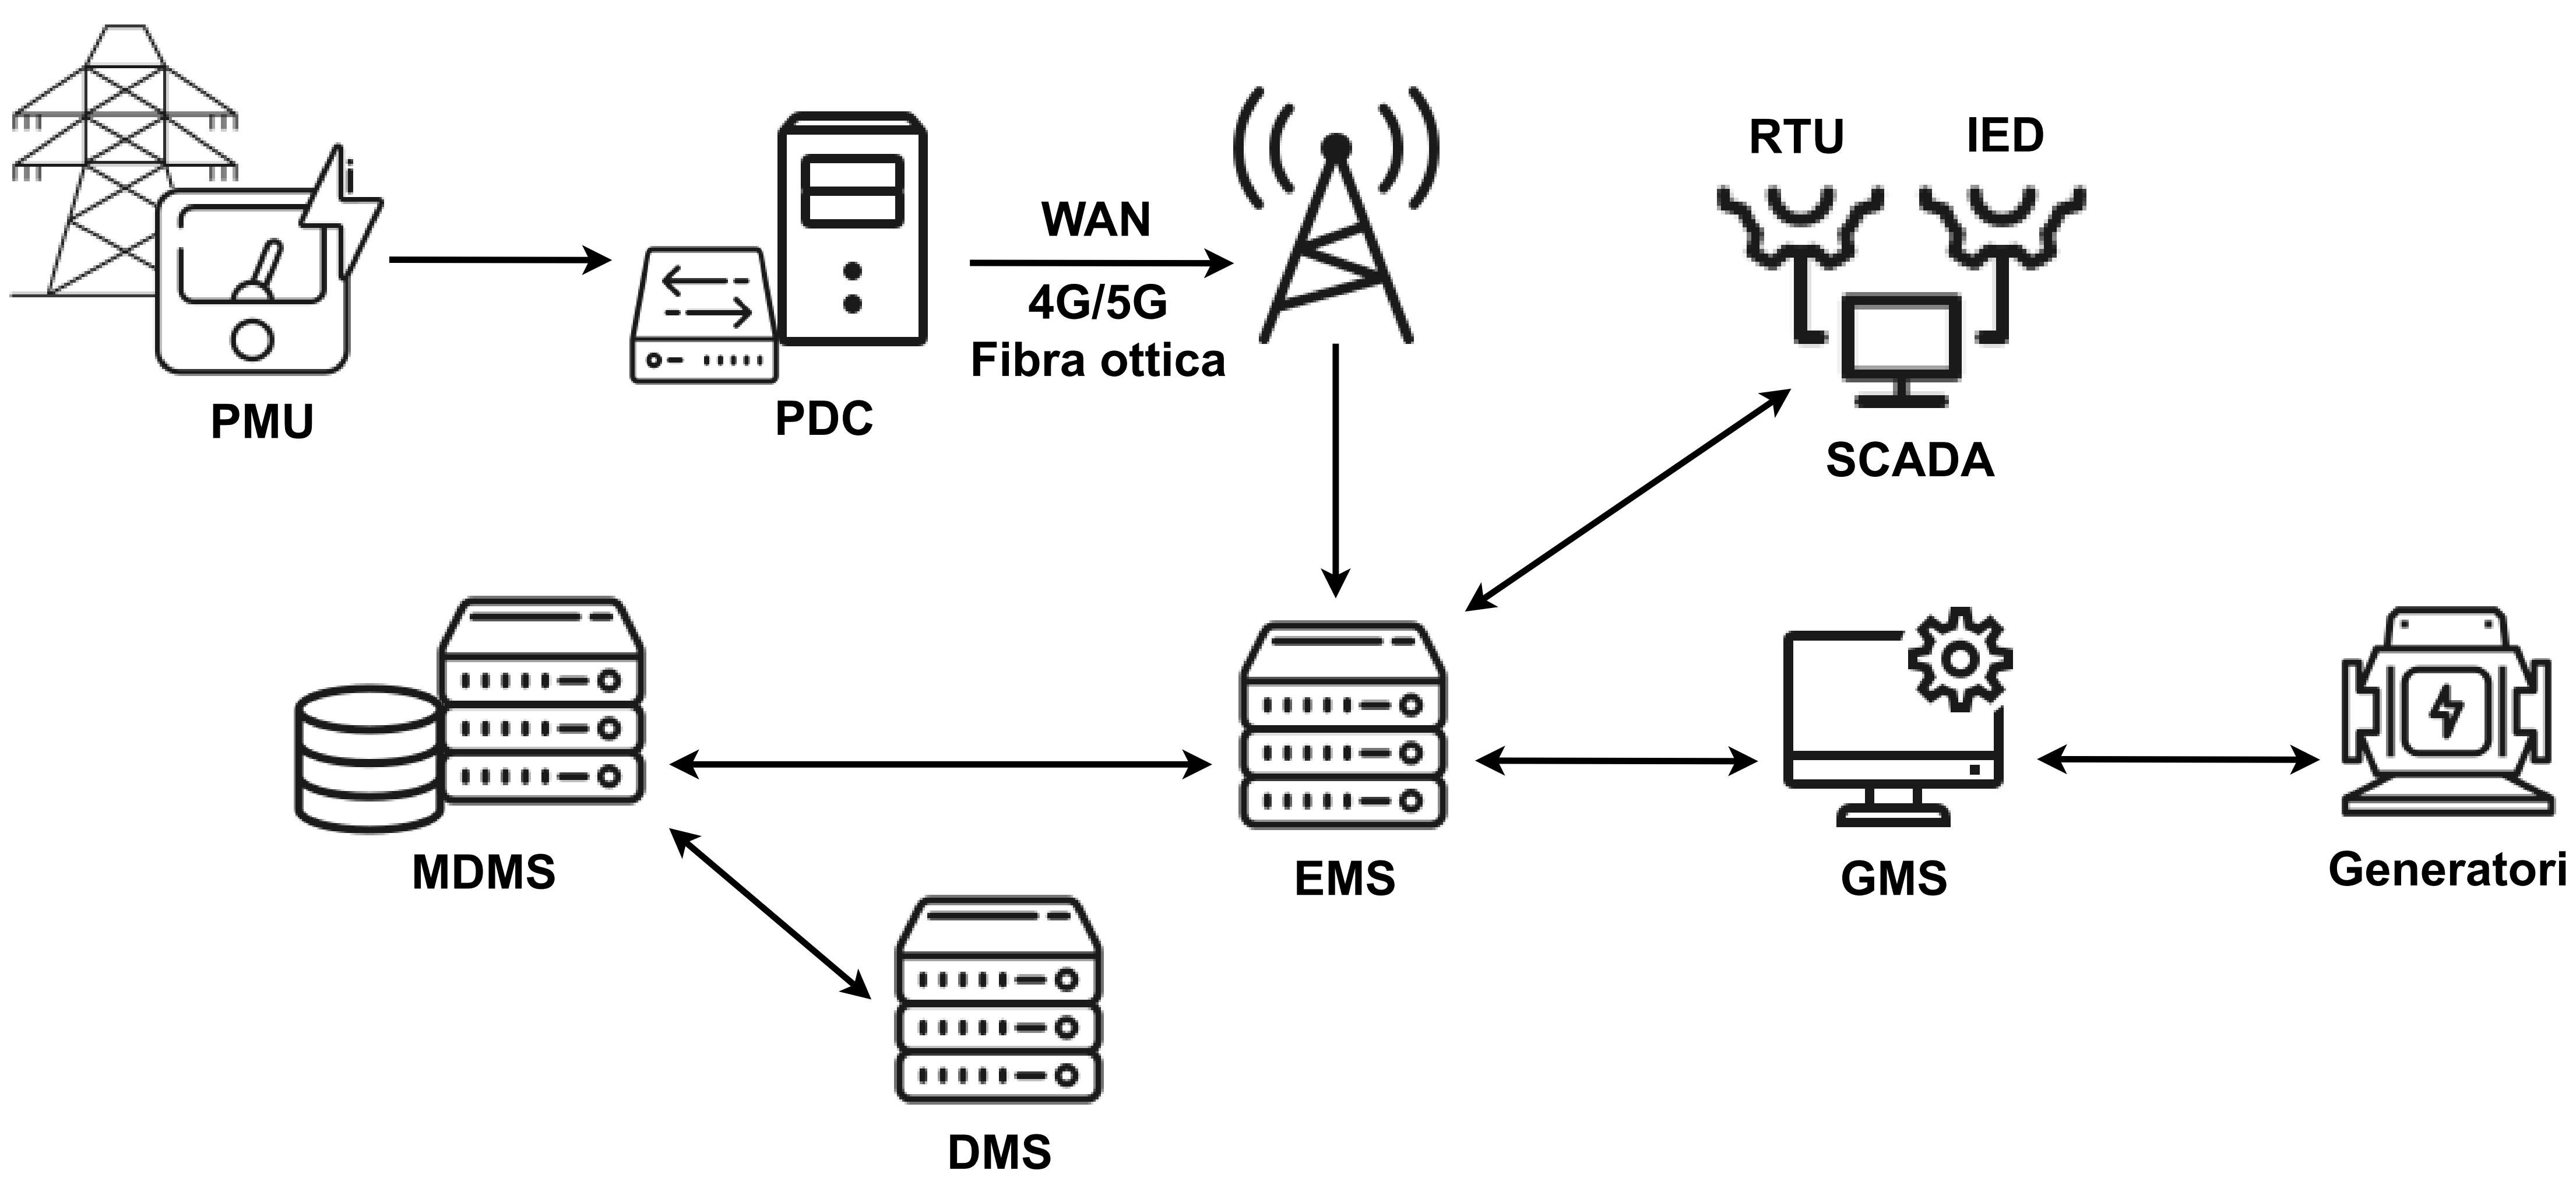 RTU
IED
WAN
4G/5G
Fibra ottica
PMU
PDC
SCADA
MDMS
EMS
GMS
Generatori
DMS